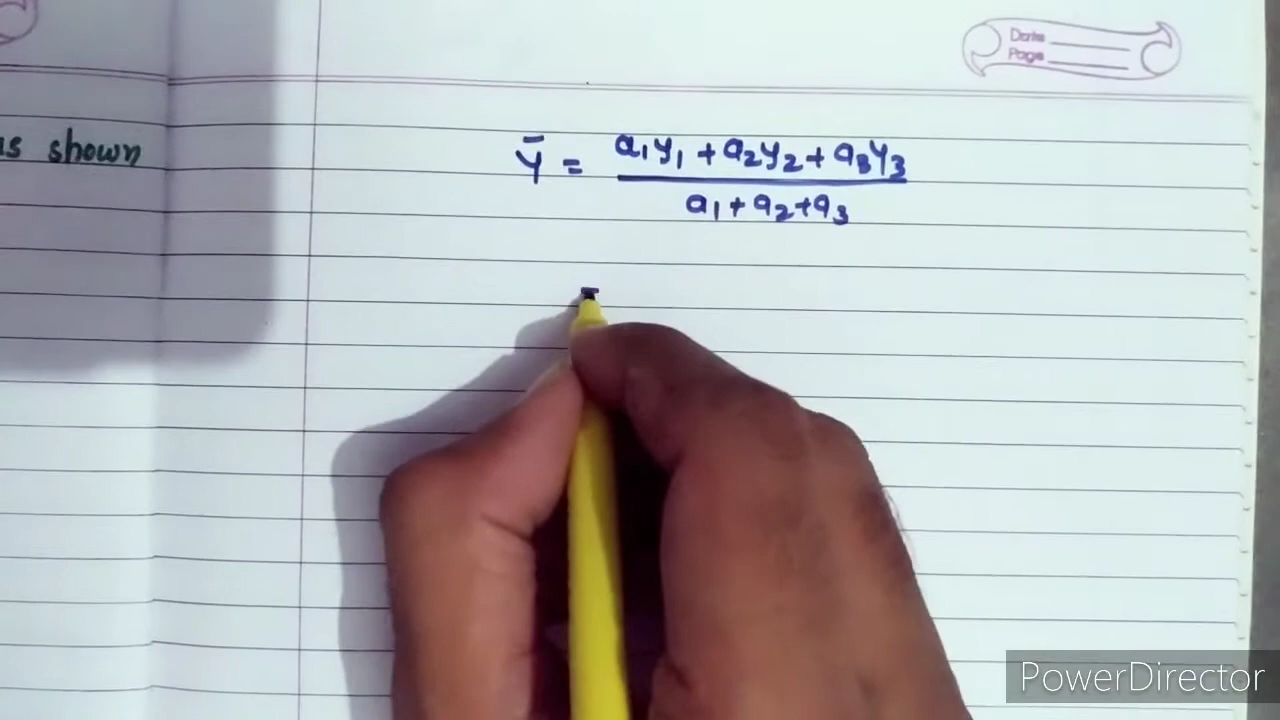 Date
Page
as shown
ȳ = a₁y₁ + a₂y₂ + a₃y₃
a₁ + a₂ + a₃
=
PowerDirector